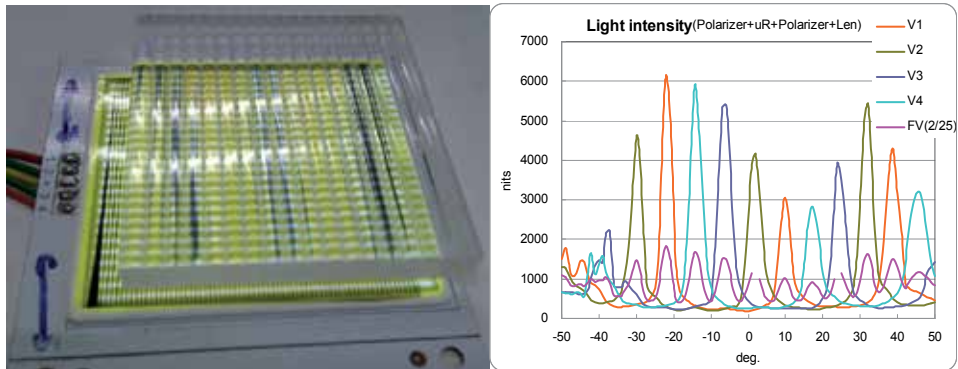 Light intensity(Polarizer+uR+Polarizer+Len)
7000
6000
5000
4000
3000
2000
1000
0
nits
-50 -40 -30 -20 -10 0 10 20 30 40 50
deg.
V1
V2
V3
V4
FV(2/25)